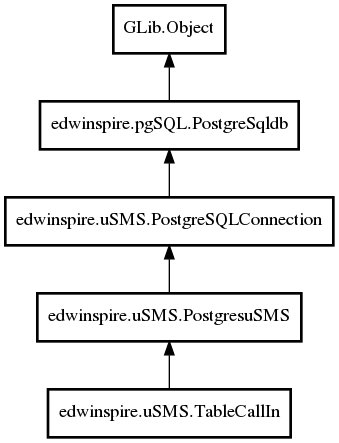 GLib.Object
edwinspire.pgSQL.PostgreSqldb
edwinspire.uSMS.PostgreSQLConnection
edwinspire.uSMS.PostgresuSMS
edwinspire.uSMS.TableCallIn